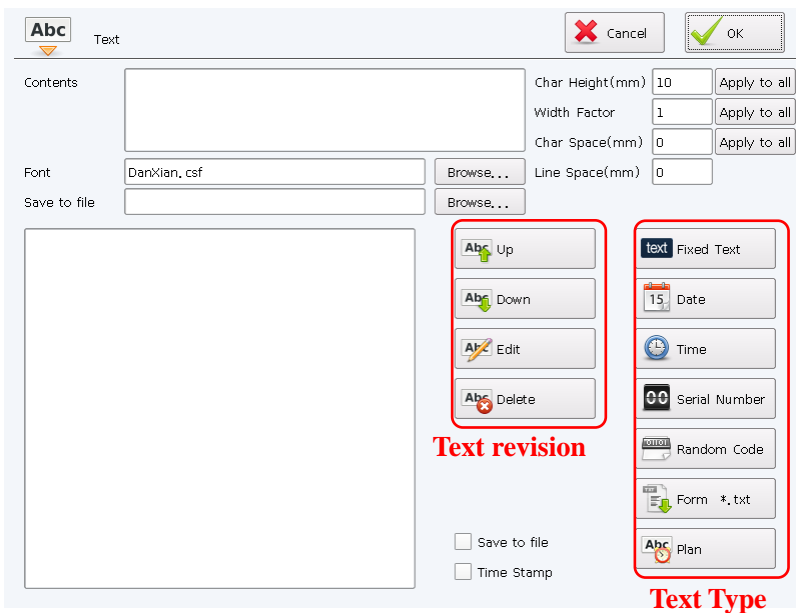 Abc Text Cancel OK
Contents
Char Height(mm) 10 Apply to all
Width Factor 1 Apply to all
Char Space(mm) 0 Apply to all
Font DanXian.csf Browse... Line Space(mm) 0
Save to file Browse...
Abc Up
Abc Down
Abc Edit
Abc Delete
Text revision
text Fixed Text
15 Date
Time
00 Serial Number
Random Code
Form *.txt
Abc Plan
Save to file
Time Stamp
Text Type